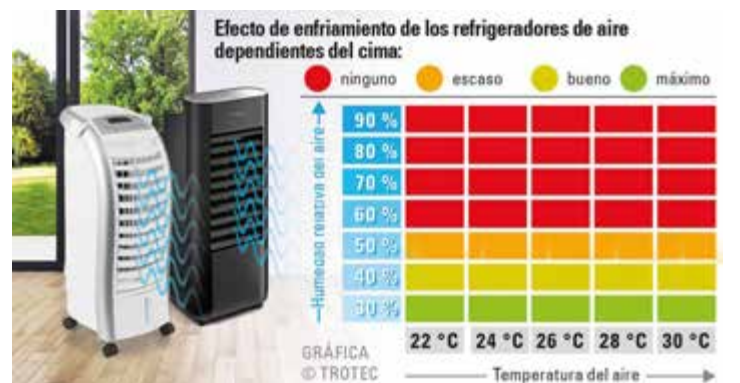 Efecto de enfriamiento de los refrigeradores de aire
dependientes del cima:
ninguno escaso bueno máximo
Humedad relativa del aire
90 %
80 %
70 %
60 %
50 %
40 %
30 %
22 °C 24 °C 26 °C 28 °C 30 °C
GRÁFICA
© TROTEC
Temperatura del aire